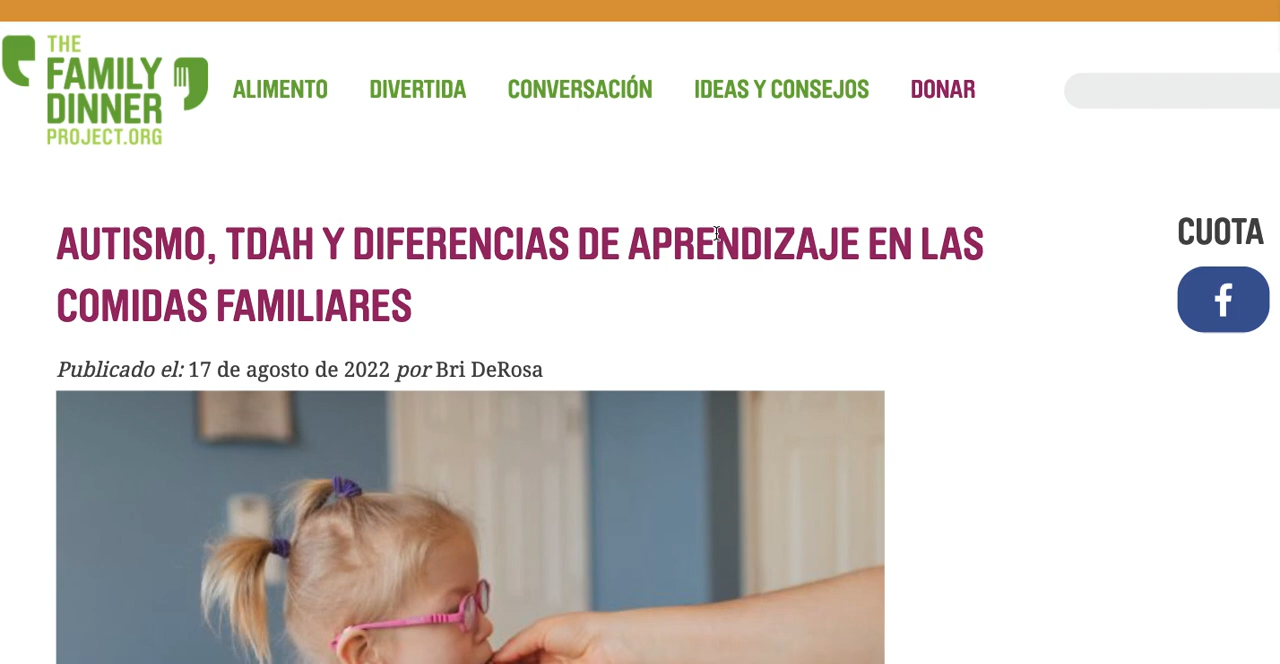 THE
FAMILY
DINNER
PROJECT.ORG
ALIMENTO DIVERTIDA CONVERSACIÓN IDEAS Y CONSEJOS DONAR
AUTISMO, TDAH Y DIFERENCIAS DE APRENDIZAJE EN LAS
COMIDAS FAMILIARES
CUOTA
Publicado el: 17 de agosto de 2022 por Bri DeRosa